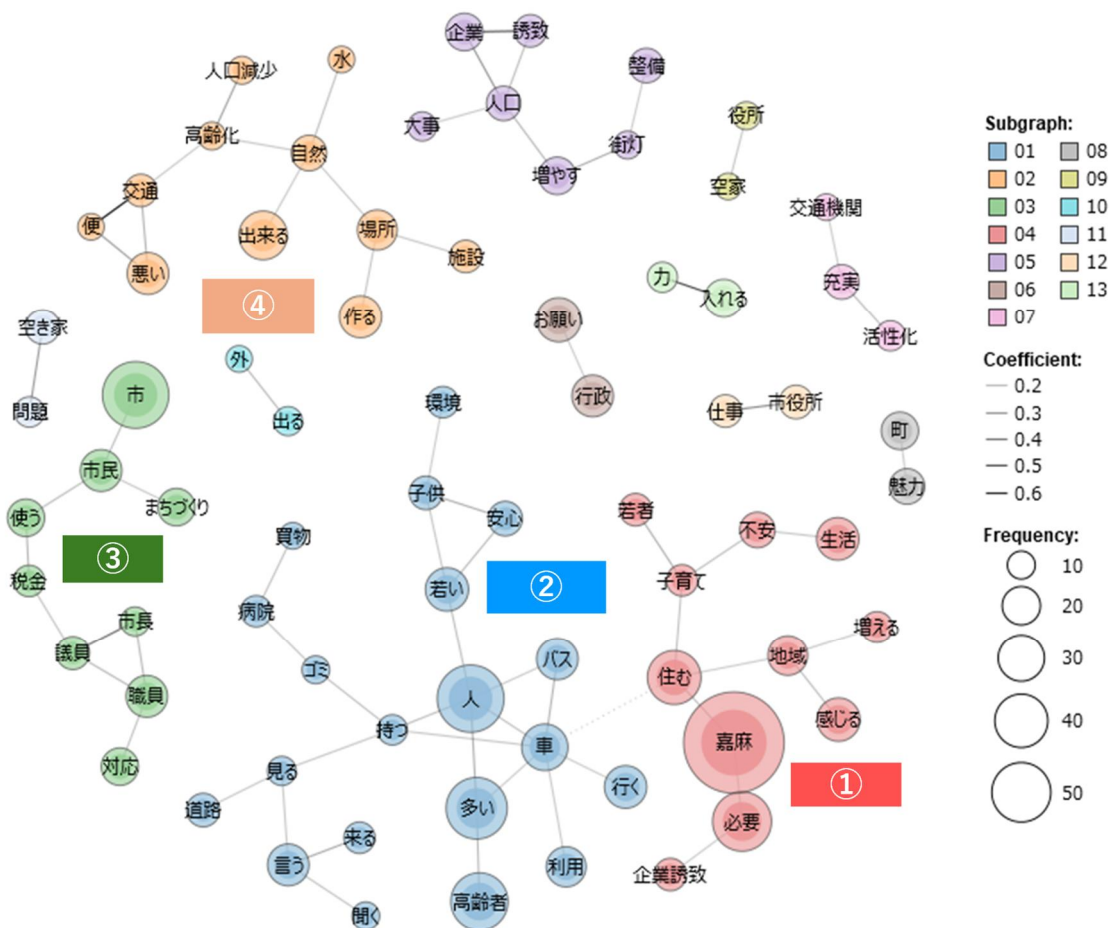 企業
誘致
人口減少
水
整備
人口
大事
高齢化
自然
街灯
増やす
役所
空家
交通
便
悪い
出来る
場所
施設
作る
④
交通機関
充実
活性化
力
入れる
お願い
行政
空き家
問題
外
出る
仕事
市役所
町
魅力
市
市民
まちづくり
使う
税金
③
市長
議員
職員
対応
環境
子供
安心
若い
②
買物
病院
ゴミ
持つ
人
バス
車
行く
多い
利用
高齢者
見る
道路
言う
来る
聞く
若者
不安
生活
子育て
増える
地域
住む
感じる
嘉麻
①
必要
企業誘致
Subgraph:
01 08
02 09
03 10
04 11
05 12
06 13
07
Coefficient:
0.2
0.3
0.4
0.5
0.6
Frequency:
10
20
30
40
50